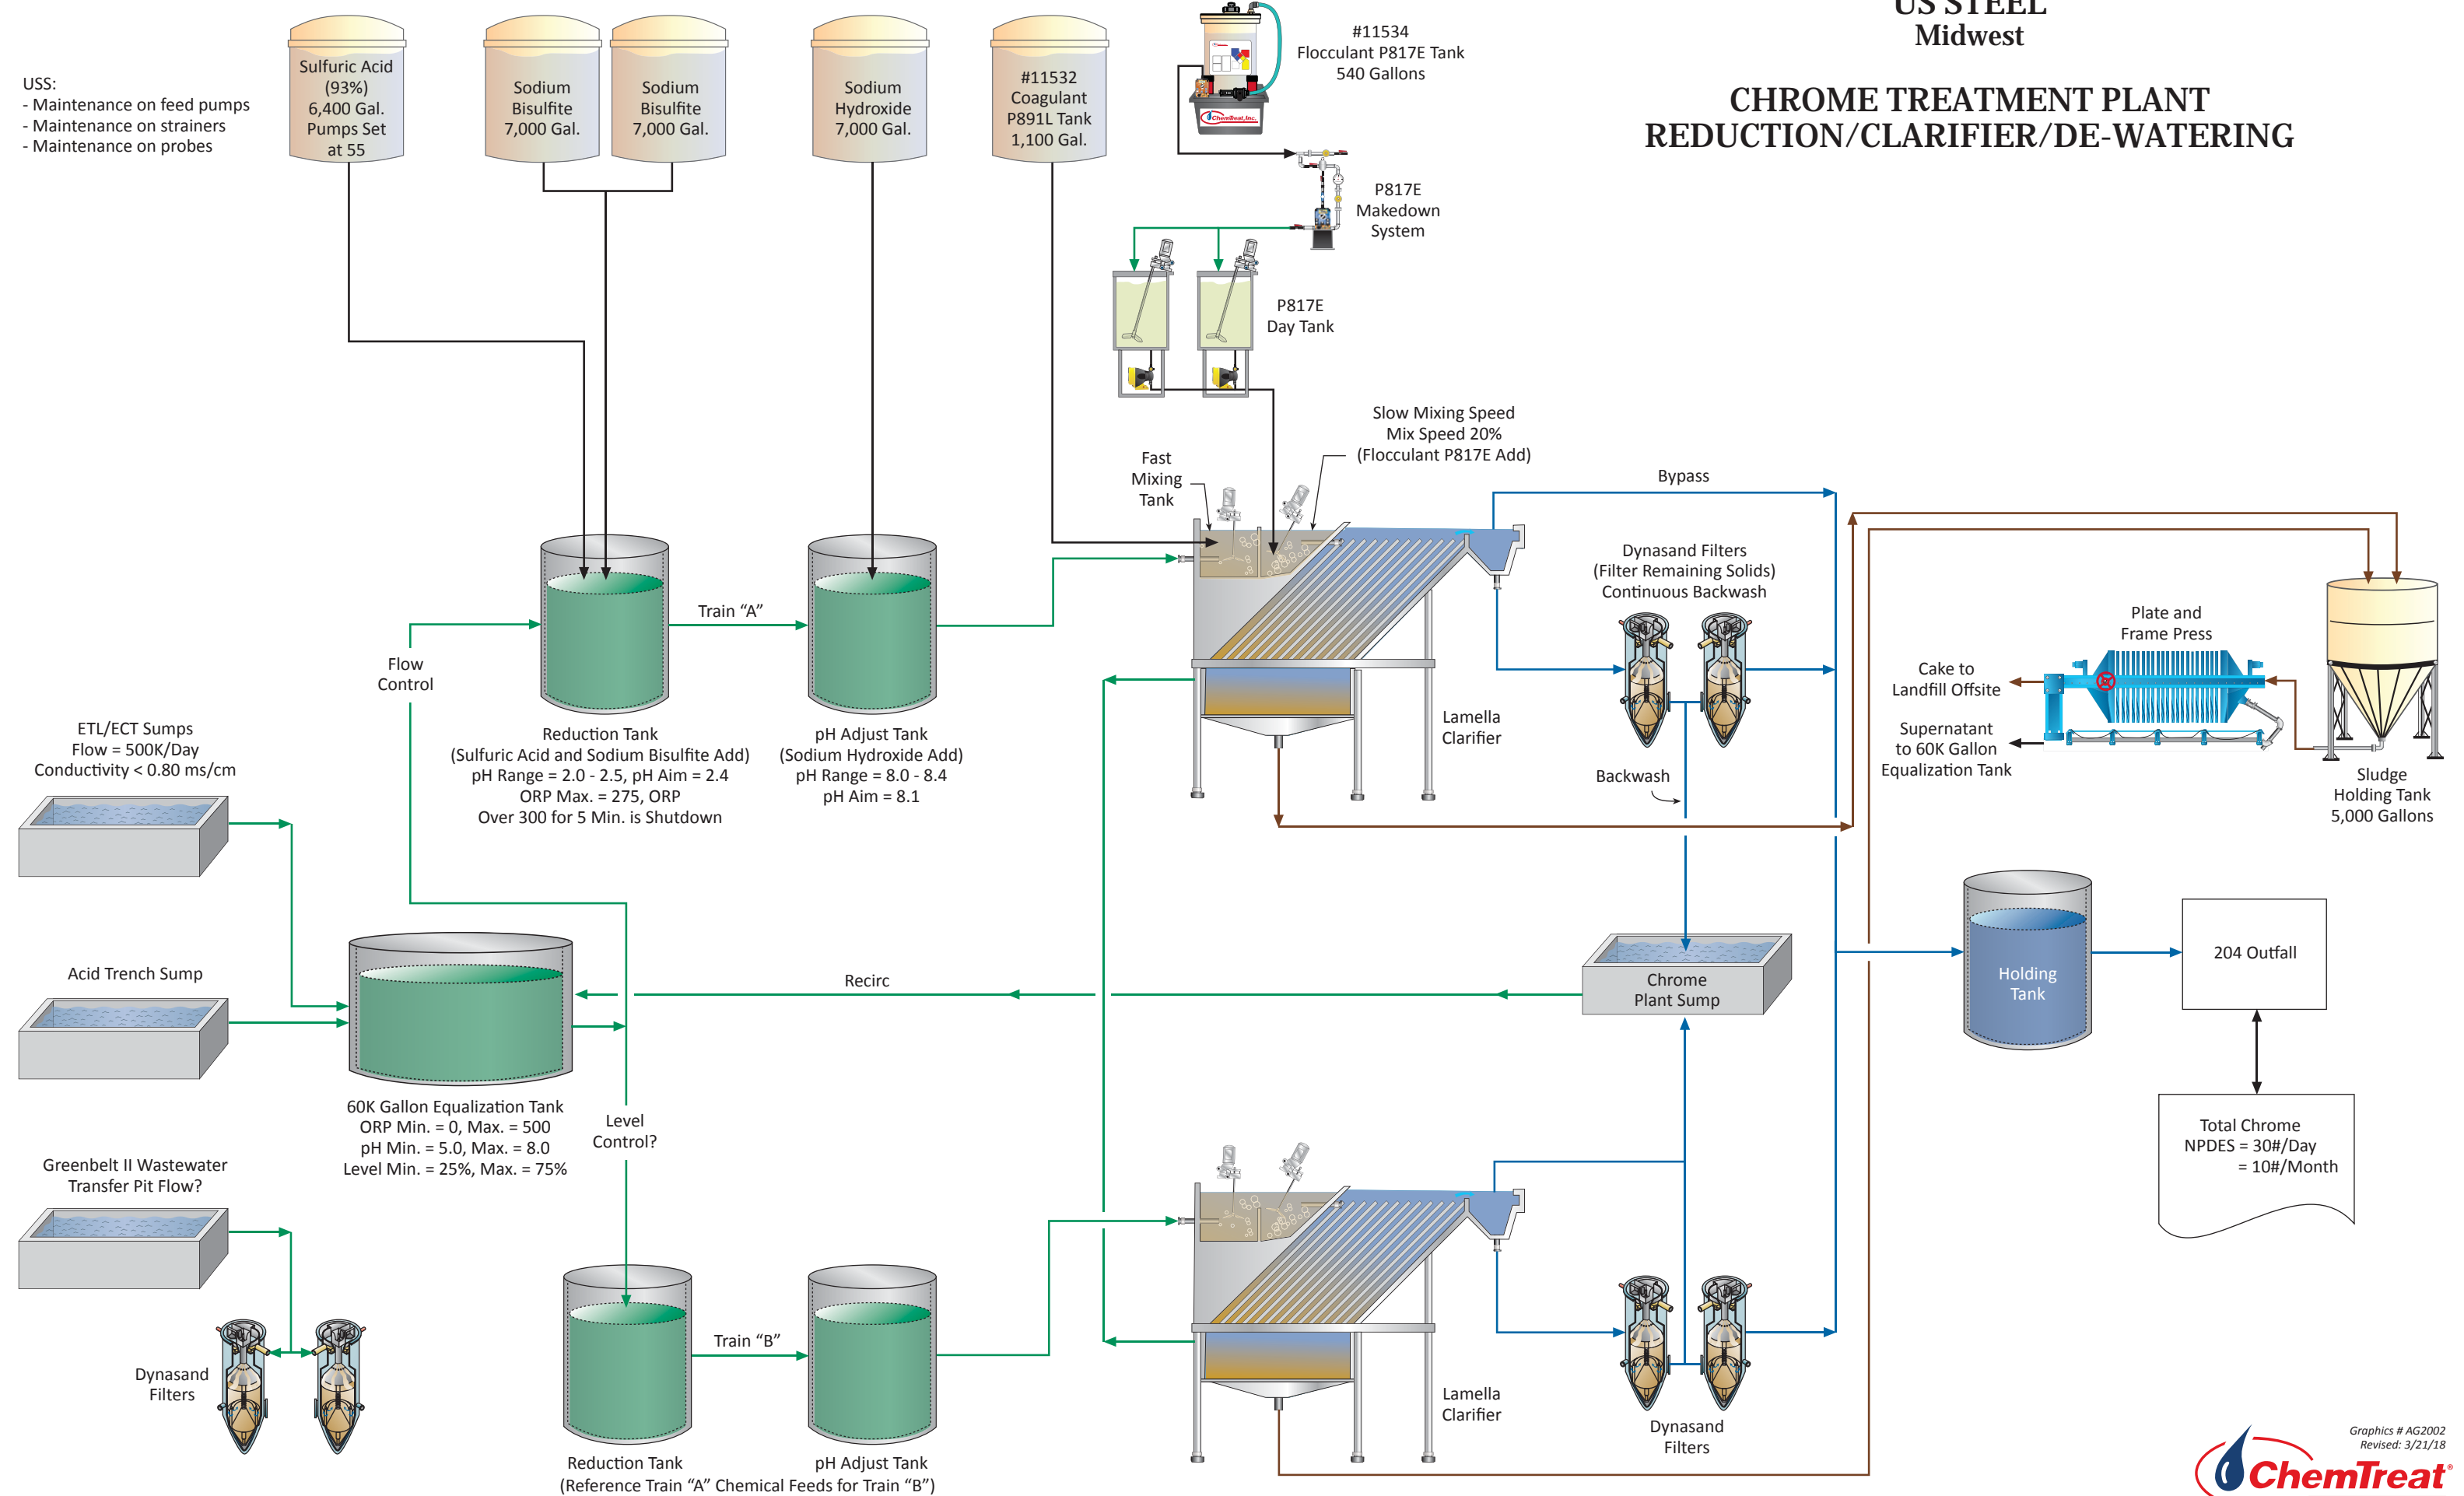 US STEEL
Midwest
CHROME TREATMENT PLANT
REDUCTION/CLARIFIER/DE-WATERING
USS:
- Maintenance on feed pumps
- Maintenance on strainers
- Maintenance on probes
Sulfuric Acid
(93%)
6,400 Gal.
Pumps Set
at 55
Sodium
Bisulfite
7,000 Gal.
Sodium
Bisulfite
7,000 Gal.
Sodium
Hydroxide
7,000 Gal.
#11532
Coagulant
P891L Tank
1,100 Gal.
ChemTreat, Inc.
#11534
Flocculant P817E Tank
540 Gallons
P817E
Makedown
System
P817E
Day Tank
Slow Mixing Speed
Mix Speed 20%
(Flocculant P817E Add)
Fast
Mixing
Tank
Bypass
Dynasand Filters
(Filter Remaining Solids)
Continuous Backwash
Plate and
Frame Press
Cake to
Landfill Offsite
Supernatant
to 60K Gallon
Equalization Tank
Sludge
Holding Tank
5,000 Gallons
Train “A”
Flow
Control
Reduction Tank
(Sulfuric Acid and Sodium Bisulfite Add)
pH Range = 2.0 - 2.5, pH Aim = 2.4
ORP Max. = 275, ORP
Over 300 for 5 Min. is Shutdown
pH Adjust Tank
(Sodium Hydroxide Add)
pH Range = 8.0 - 8.4
pH Aim = 8.1
Lamella
Clarifier
Backwash
ETL/ECT Sumps
Flow = 500K/Day
Conductivity < 0.80 ms/cm
Acid Trench Sump
Recirc
Chrome
Plant Sump
Holding
Tank
204 Outfall
60K Gallon Equalization Tank
ORP Min. = 0, Max. = 500
pH Min. = 5.0, Max. = 8.0
Level Min. = 25%, Max. = 75%
Level
Control?
Total Chrome
NPDES = 30#/Day
= 10#/Month
Greenbelt II Wastewater
Transfer Pit Flow?
Dynasand
Filters
Train “B”
Reduction Tank
pH Adjust Tank
(Reference Train “A” Chemical Feeds for Train “B”)
Lamella
Clarifier
Dynasand
Filters
Graphics # AG2002
Revised: 3/21/18
ChemTreat®